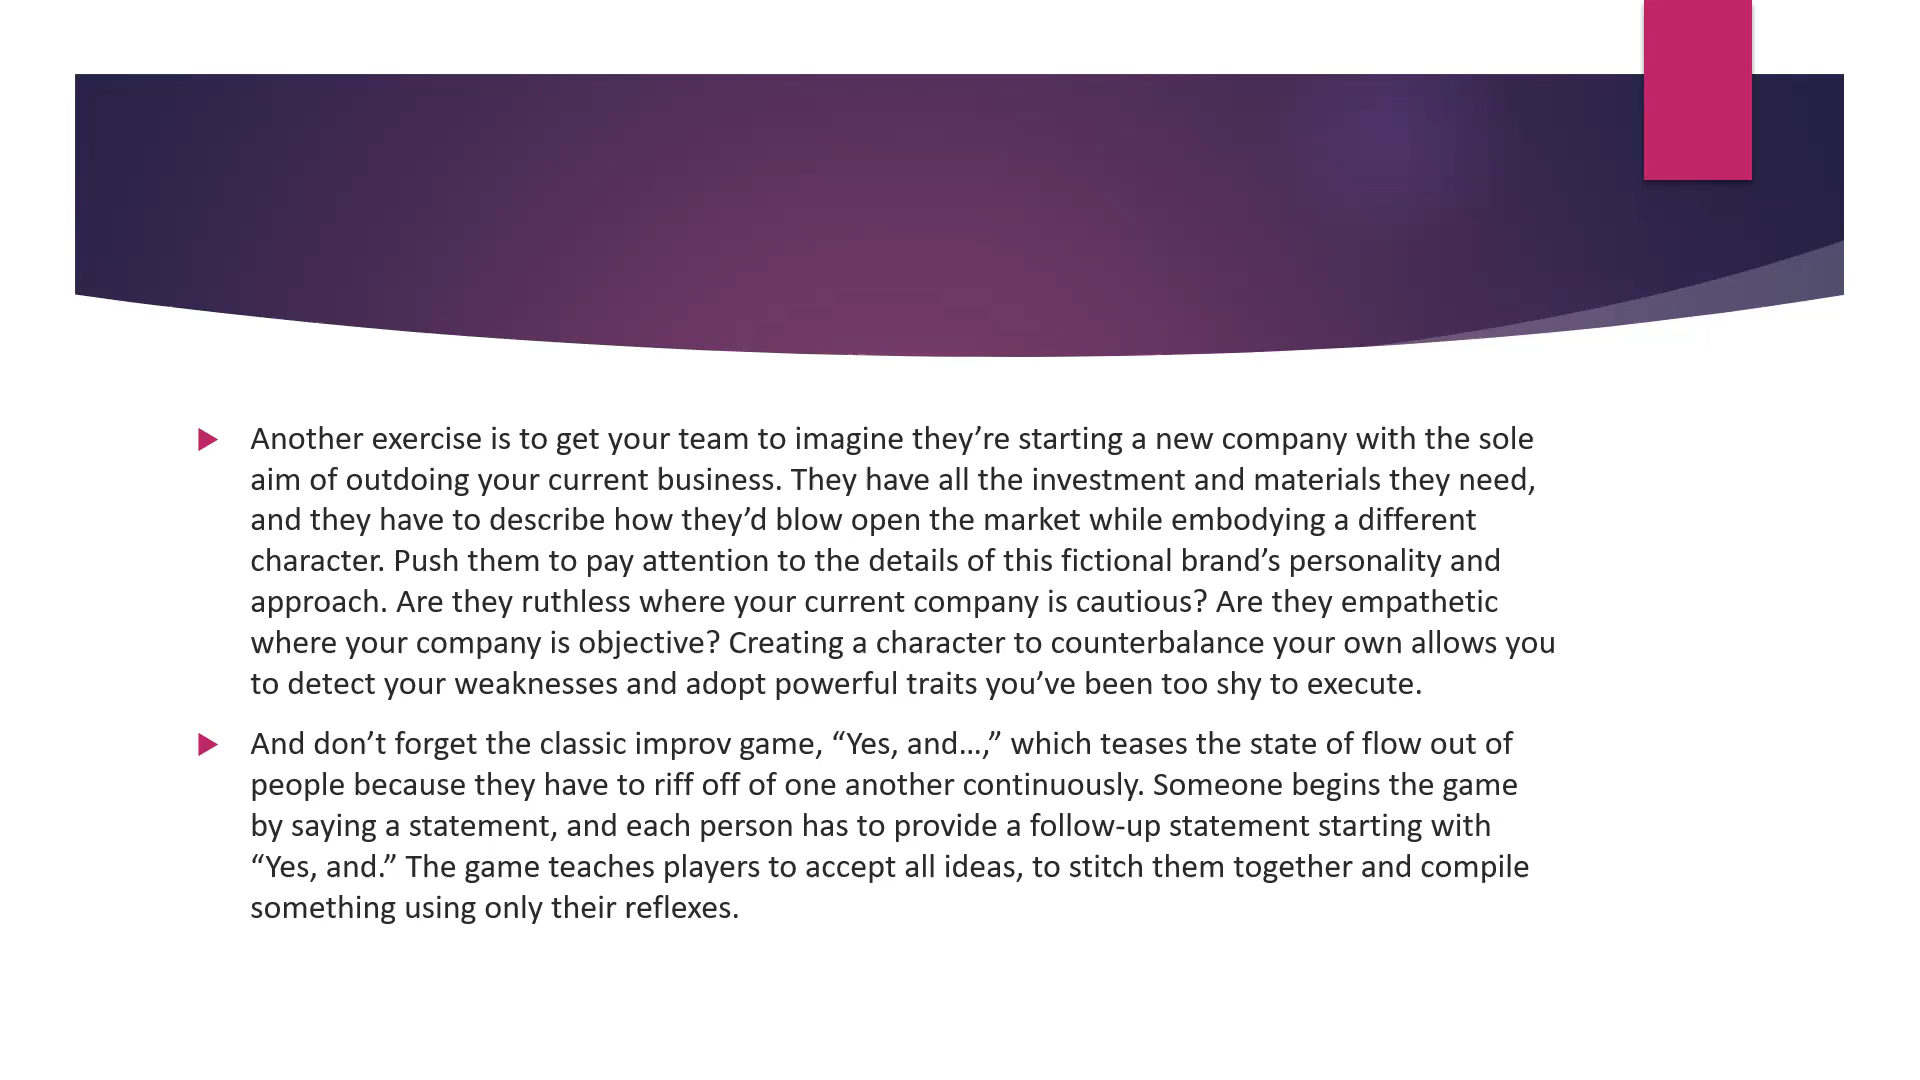 Another exercise is to get your team to imagine they’re starting a new company with the sole
aim of outdoing your current business. They have all the investment and materials they need,
and they have to describe how they’d blow open the market while embodying a different
character. Push them to pay attention to the details of this fictional brand’s personality and
approach. Are they ruthless where your current company is cautious? Are they empathetic
where your company is objective? Creating a character to counterbalance your own allows you
to detect your weaknesses and adopt powerful traits you’ve been too shy to execute.
And don’t forget the classic improv game, “Yes, and…,” which teases the state of flow out of
people because they have to riff off of one another continuously. Someone begins the game
by saying a statement, and each person has to provide a follow-up statement starting with
“Yes, and.” The game teaches players to accept all ideas, to stitch them together and compile
something using only their reflexes.